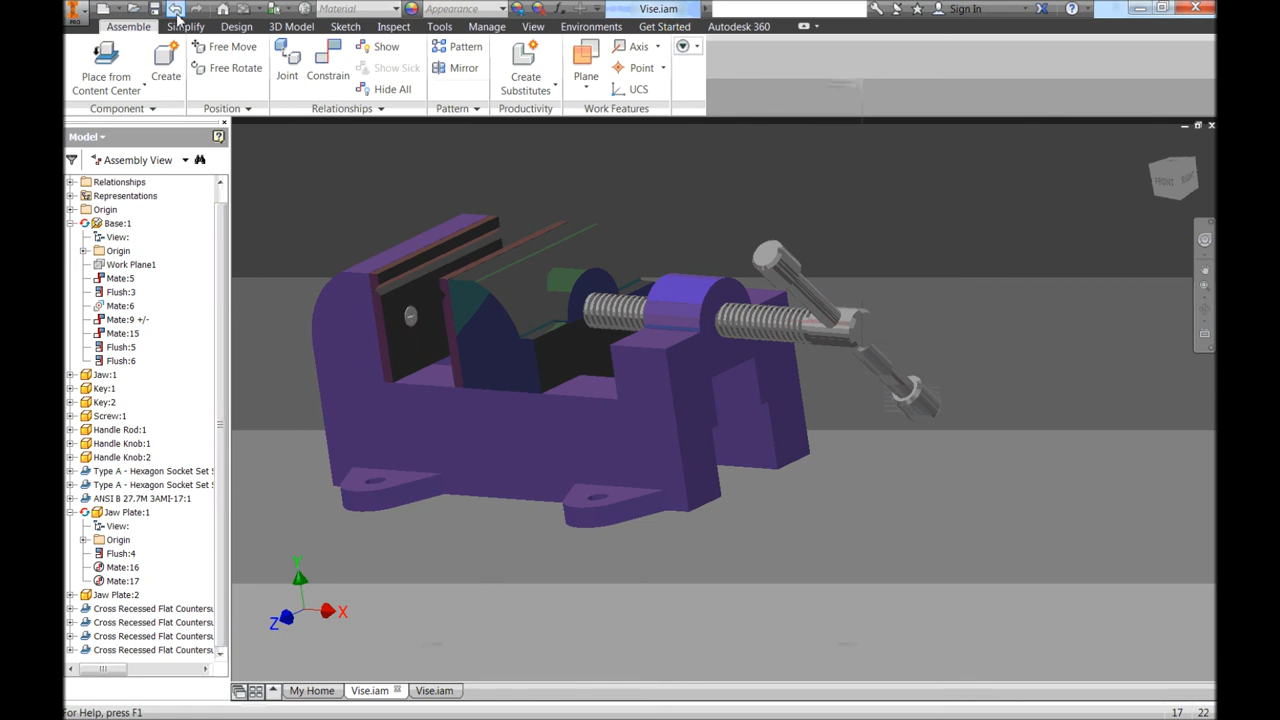 PRO
Material
Appearance
Vise.iam
Sign In
Assemble Simplify Design 3D Model Sketch Inspect Tools Manage View Environments Get Started Autodesk 360
Place from
Content Center
Create
Free Move
Free Rotate
Joint
Constrain
Show
Show Sick
Hide All
Pattern
Mirror
Create
Substitutes
Plane
Axis
Point
UCS
Component Position Relationships Pattern Productivity Work Features
Model
Assembly View
Relationships
Representations
Origin
Base:1
View:
Origin
Work Plane1
Mate:5
Flush:3
Mate:6
Mate:9 +/-
Mate:15
Flush:5
Flush:6
Jaw:1
Key:1
Key:2
Screw:1
Handle Rod:1
Handle Knob:1
Handle Knob:2
Type A - Hexagon Socket Set S
Type A - Hexagon Socket Set S
ANSI B 27.7M 3AMI-17:1
Jaw Plate:1
View:
Origin
Flush:4
Mate:16
Mate:17
Jaw Plate:2
Cross Recessed Flat Countersu
Cross Recessed Flat Countersu
Cross Recessed Flat Countersu
Cross Recessed Flat Countersu
FRONT RIGHT
Y
Z
X
My Home Vise.iam Vise.iam
For Help, press F1
17 22